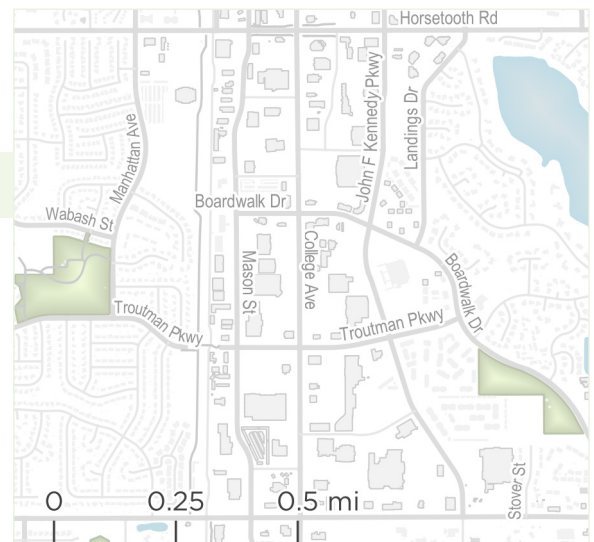 Horsetooth Rd
John F Kennedy Pkwy
Landings Dr
Manhattan Ave
Boardwalk Dr
Wabash St
Mason St
College Ave
Boardwalk Dr
Troutman Pkwy
Troutman Pkwy
Stover St
0 0.25 0.5 mi